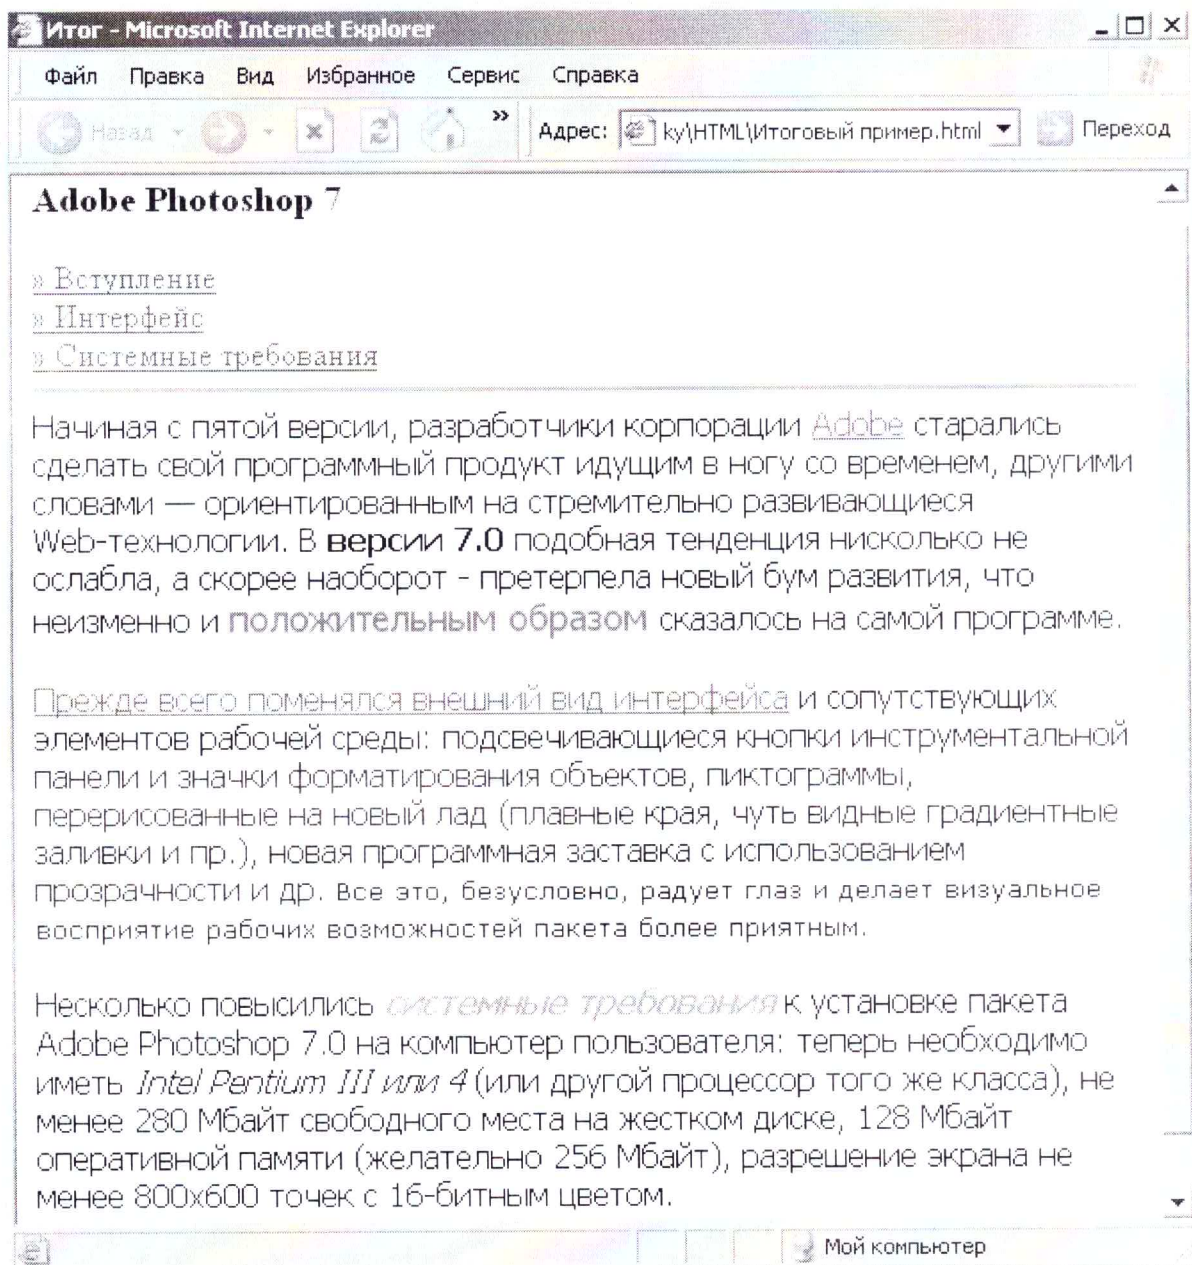 Итог - Microsoft Internet Explorer
Файл Правка Вид Избранное Сервис Справка
Назад » Адрес: ky\HTML\Итоговый пример.html Переход
Adobe Photoshop 7
» Вступление
» Интерфейс
» Системные требования
Начиная с пятой версии, разработчики корпорации Adobe старались
сделать свой программный продукт идущим в ногу со временем, другими
словами — ориентированным на стремительно развивающиеся
Web-технологии. В версии 7.0 подобная тенденция нисколько не
ослабла, а скорее наоборот - претерпела новый бум развития, что
неизменно и положительным образом сказалось на самой программе.
Прежде всего поменялся внешний вид интерфейса и сопутствующих
элементов рабочей среды: подсвечивающиеся кнопки инструментальной
панели и значки форматирования объектов, пиктограммы,
перерисованные на новый лад (плавные края, чуть видные градиентные
заливки и пр.), новая программная заставка с использованием
прозрачности и др. Все это, безусловно, радует глаз и делает визуальное
восприятие рабочих возможностей пакета более приятным.
Несколько повысились системные требования к установке пакета
Adobe Photoshop 7.0 на компьютер пользователя: теперь необходимо
иметь Intel Pentium III или 4 (или другой процессор того же класса), не
менее 280 Мбайт свободного места на жестком диске, 128 Мбайт
оперативной памяти (желательно 256 Мбайт), разрешение экрана не
менее 800x600 точек с 16-битным цветом.
Мой компьютер